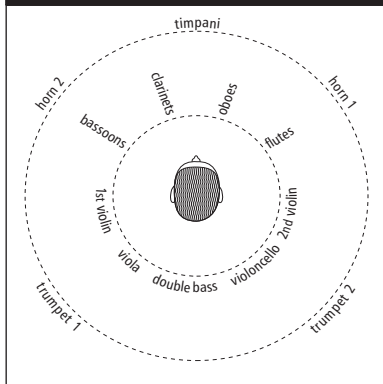 timpani
horn 2
horn 1
clarinets
oboes
bassoons
flutes
1st violin
2nd violin
viola
violoncello
double bass
trumpet 1
trumpet 2